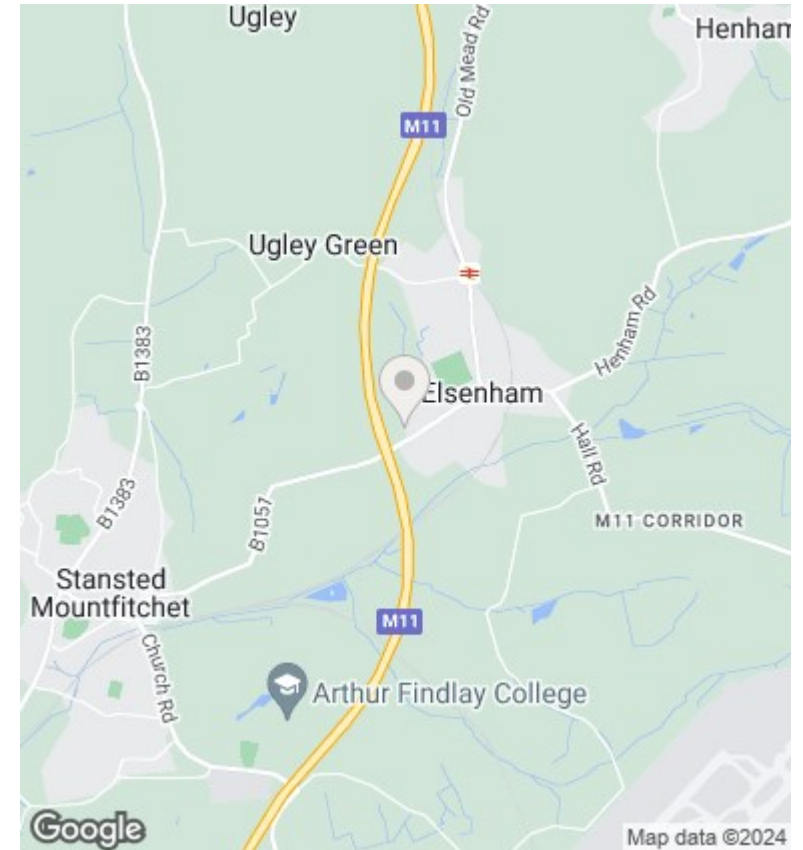 Ugley
Henham
Old Mead Rd
M11
Ugley Green
Henham Rd
B1383
Elsenham
Hall Rd
B1383
B1051
M11 CORRIDOR
Stansted
Mountfitchet
M11
Church Rd
Arthur Findlay College
Google
Map data ©2024